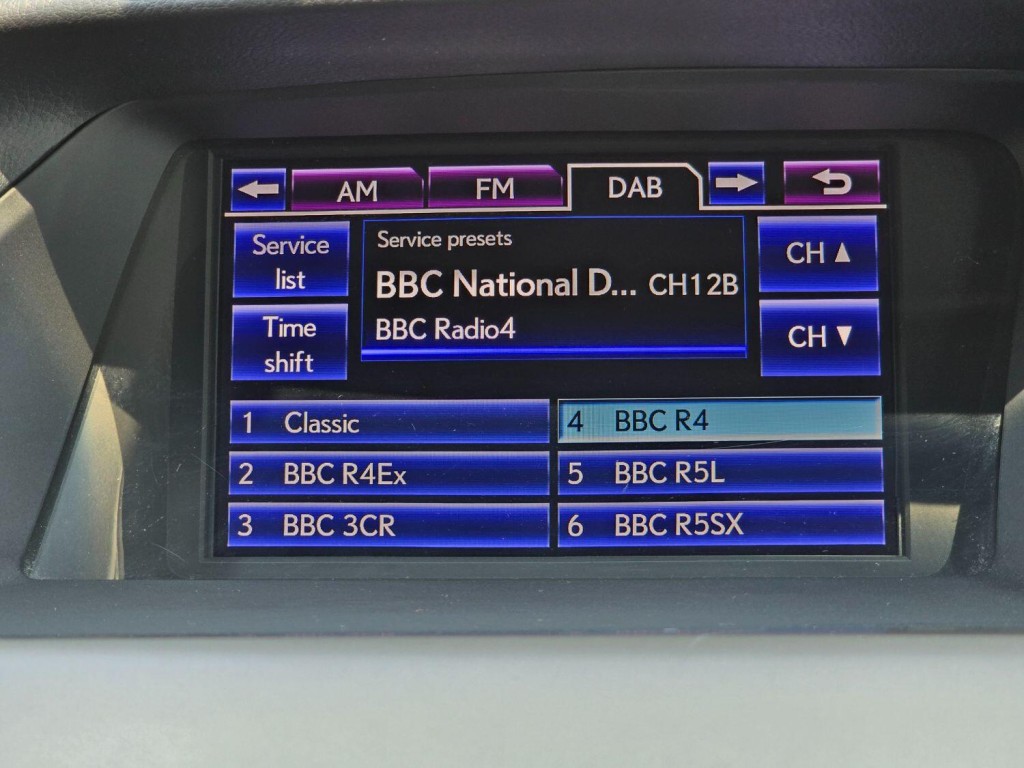 AM FM DAB
Service list
Service presets
CH ▲
BBC National D... CH12B
Time shift
BBC Radio4
CH ▼
1 Classic
4 BBC R4
2 BBC R4Ex
5 BBC R5L
3 BBC 3CR
6 BBC R5SX